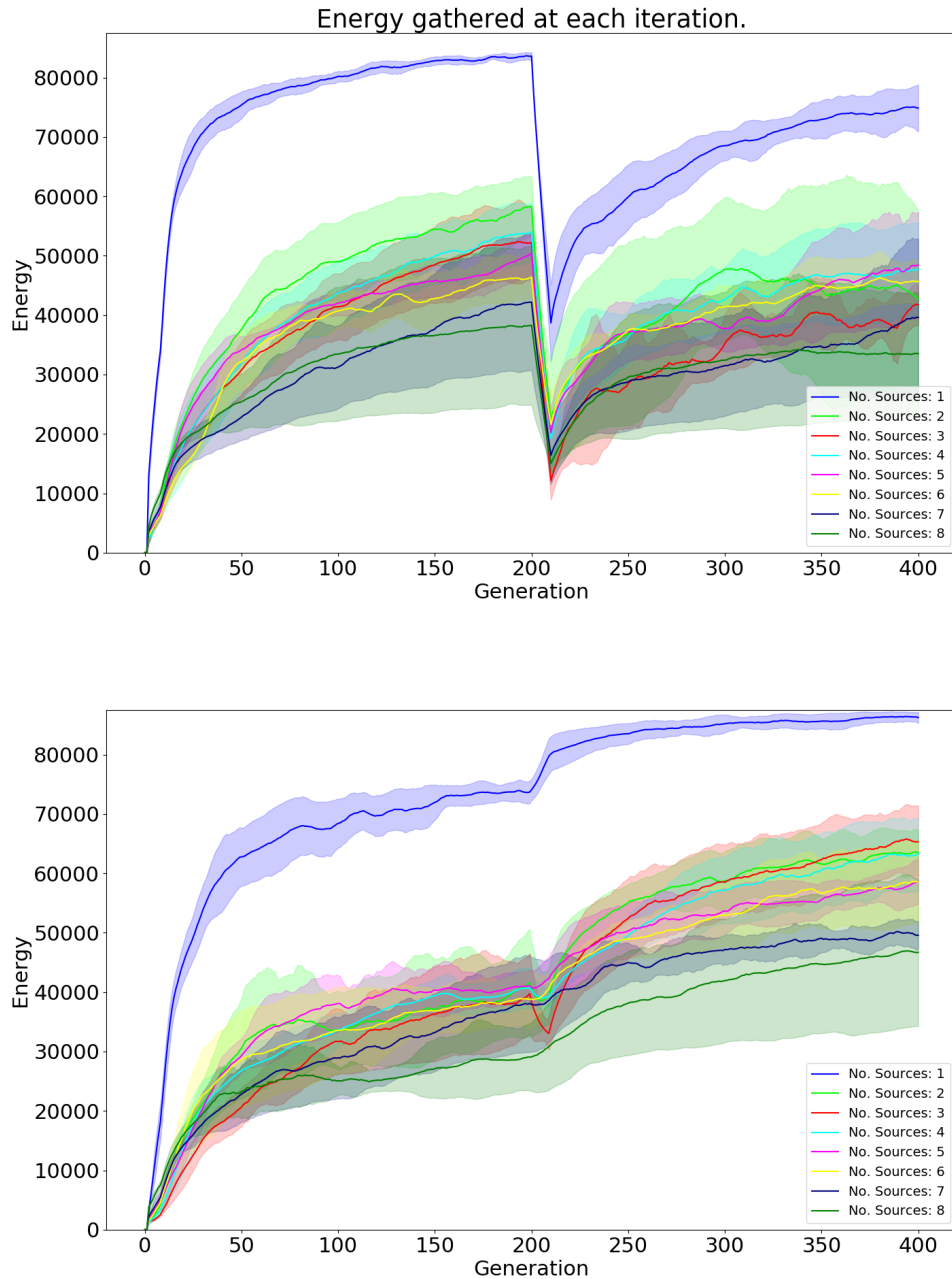 Energy gathered at each iteration.
Energy
80000
70000
60000
50000
40000
30000
20000
10000
0
No. Sources: 1
No. Sources: 2
No. Sources: 3
No. Sources: 4
No. Sources: 5
No. Sources: 6
No. Sources: 7
No. Sources: 8
0 50 100 150 200 250 300 350 400
Generation
Energy
80000
70000
60000
50000
40000
30000
20000
10000
0
No. Sources: 1
No. Sources: 2
No. Sources: 3
No. Sources: 4
No. Sources: 5
No. Sources: 6
No. Sources: 7
No. Sources: 8
0 50 100 150 200 250 300 350 400
Generation